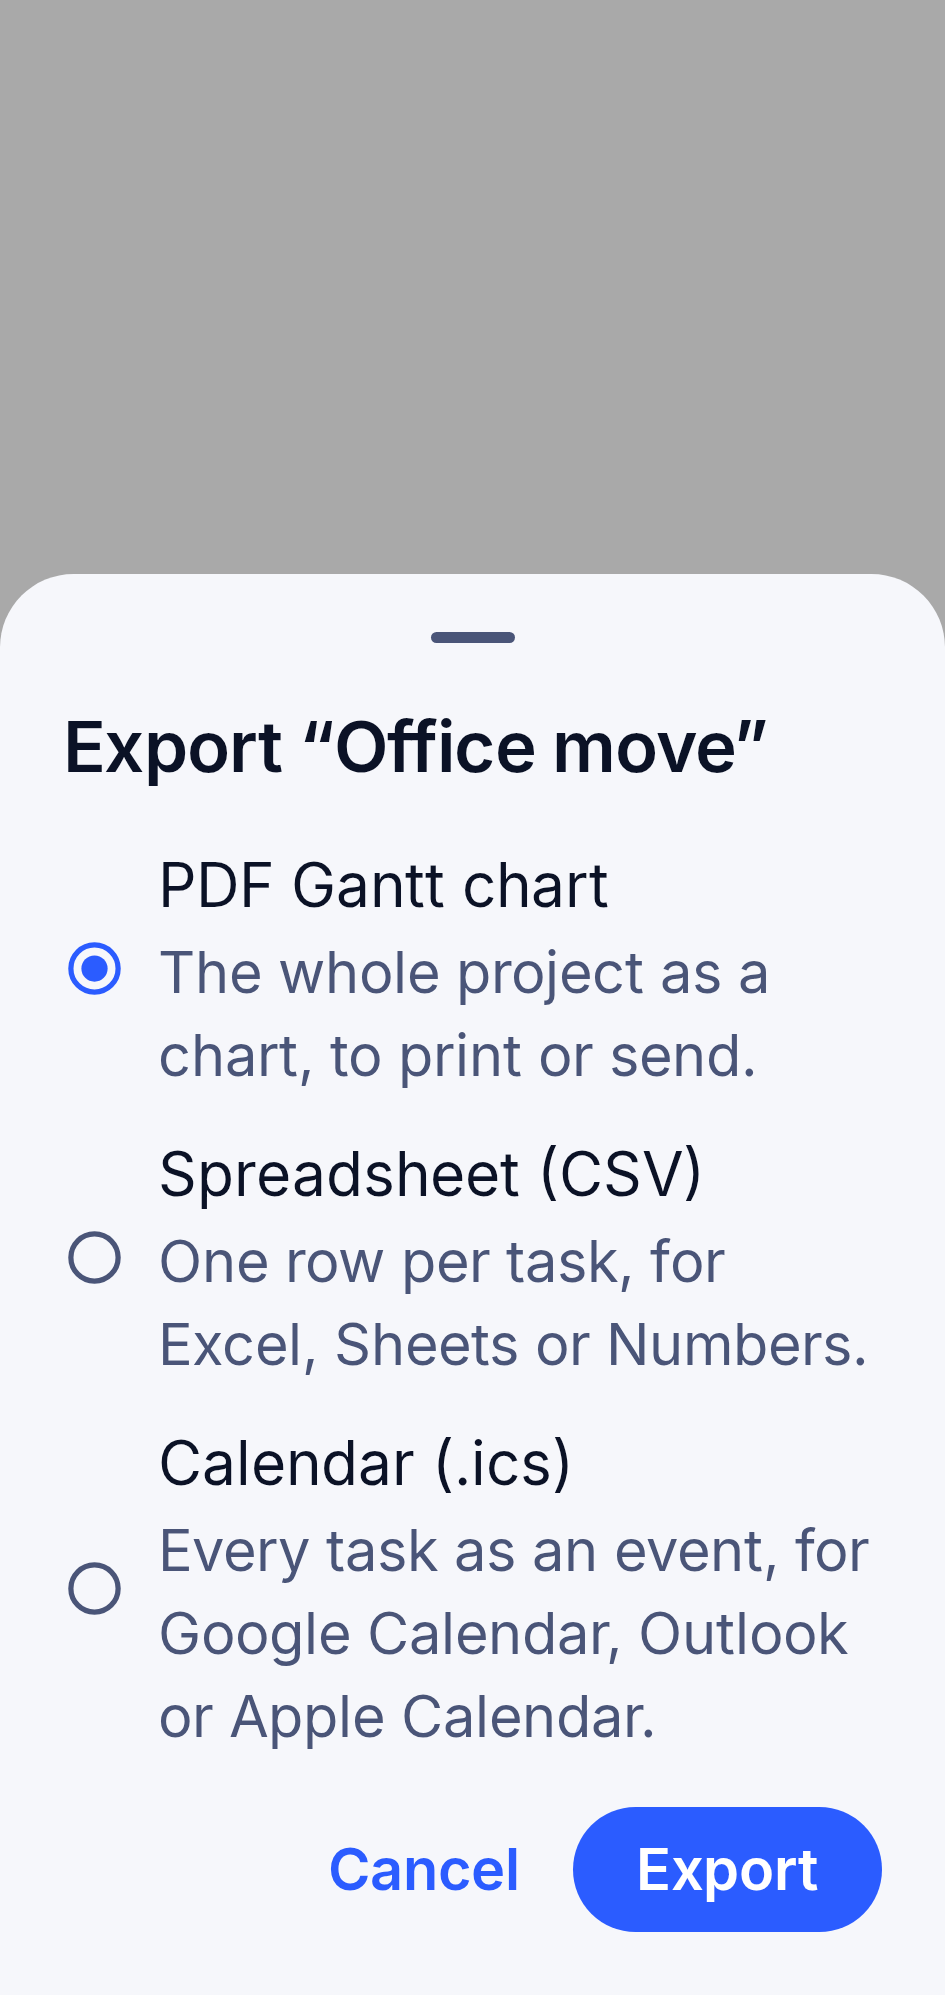 Export “Office move”
PDF Gantt chart
The whole project as a
chart, to print or send.
Spreadsheet (CSV)
One row per task, for
Excel, Sheets or Numbers.
Calendar (.ics)
Every task as an event, for
Google Calendar, Outlook
or Apple Calendar.
Cancel
Export